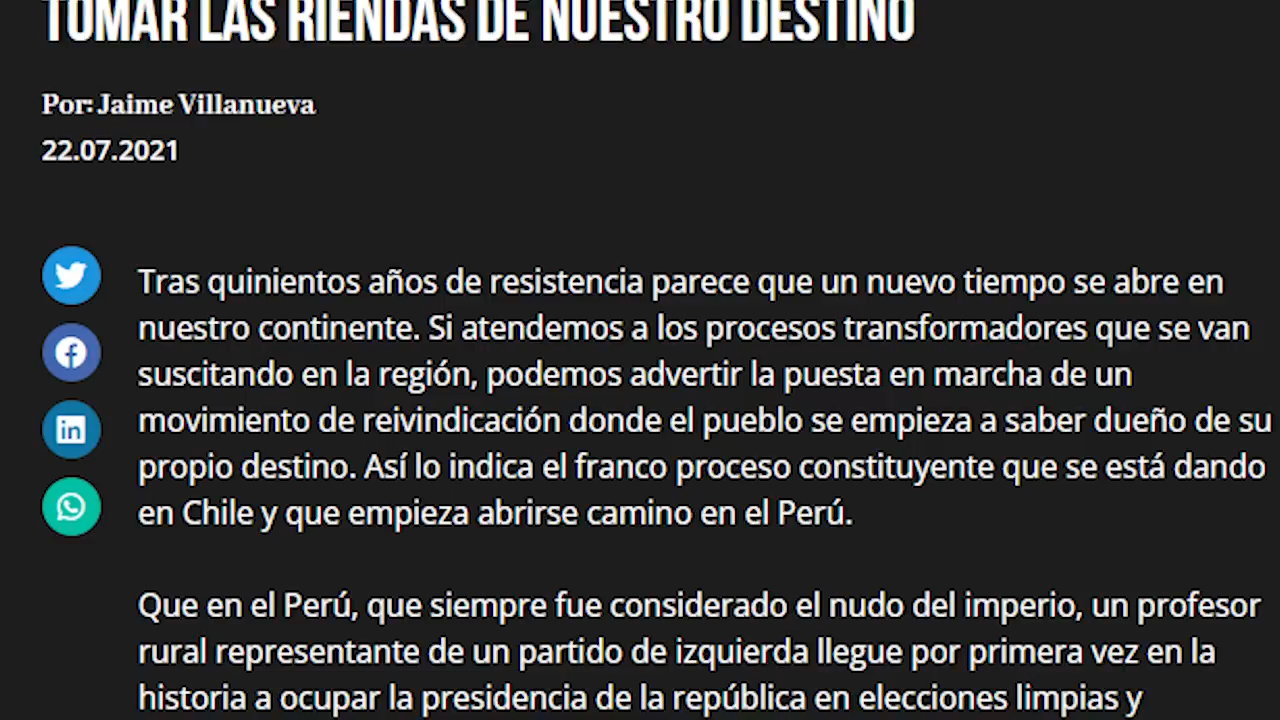 TOMAR LAS RIENDAS DE NUESTRO DESTINO
Por: Jaime Villanueva
22.07.2021
Tras quinientos años de resistencia parece que un nuevo tiempo se abre en
nuestro continente. Si atendemos a los procesos transformadores que se van
suscitando en la región, podemos advertir la puesta en marcha de un
movimiento de reivindicación donde el pueblo se empieza a saber dueño de su
propio destino. Así lo indica el franco proceso constituyente que se está dando
en Chile y que empieza abrirse camino en el Perú.
Que en el Perú, que siempre fue considerado el nudo del imperio, un profesor
rural representante de un partido de izquierda llegue por primera vez en la
historia a ocupar la presidencia de la república en elecciones limpias y